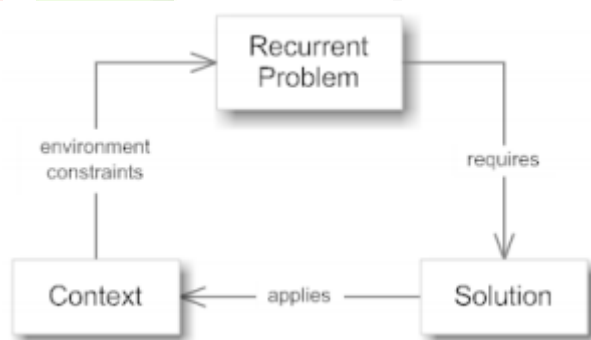 Recurrent
Problem
environment
constraints
requires
Context
applies
Solution